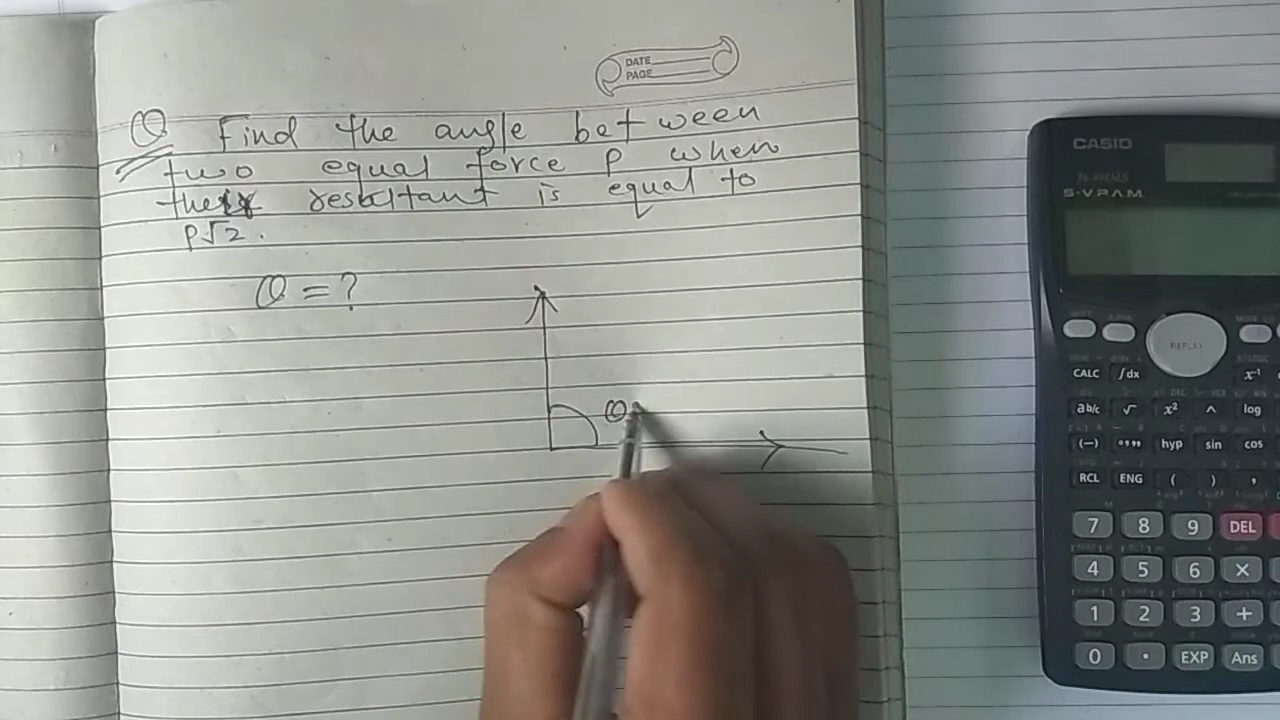 DATE
PAGE
Q Find the angle between
two equal force P when
their resultant is equal to
P√2.
θ = ?
θ
CASIO
S-V.P.A.M.
REPLAY
CALC ∫dx x⁻¹
ab/c √ x² ^ log
(−) °'" hyp sin cos
RCL ENG ( ) ,
7 8 9 DEL
4 5 6 ×
1 2 3 +
0 . EXP Ans